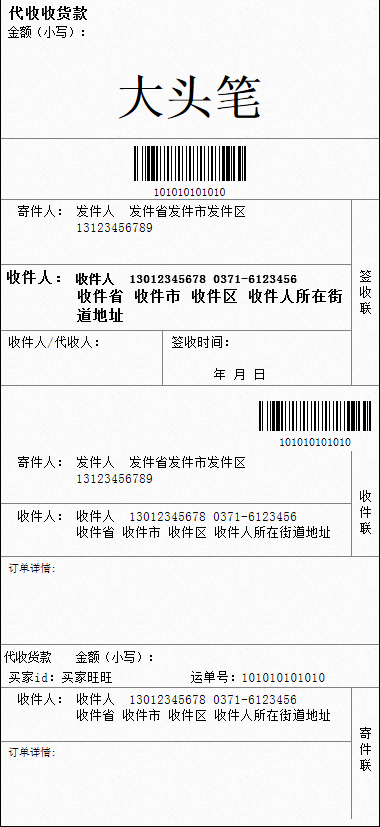 代收收货款
金额（小写）：
大头笔
101010101010
寄件人： 发件人 发件省发件市发件区
13123456789
收件人： 收件人 13012345678 0371-6123456
收件省 收件市 收件区 收件人所在街
道地址
签收联
收件人/代收人：
签收时间：
年 月 日
101010101010
寄件人： 发件人 发件省发件市发件区
13123456789
收件人： 收件人 13012345678 0371-6123456
收件省 收件市 收件区 收件人所在街道地址
收件联
订单详情：
代收货款 金额（小写）：
买家id：买家旺旺 运单号：101010101010
收件人： 收件人 13012345678 0371-6123456
收件省 收件市 收件区 收件人所在街道地址
寄件联
订单详情：